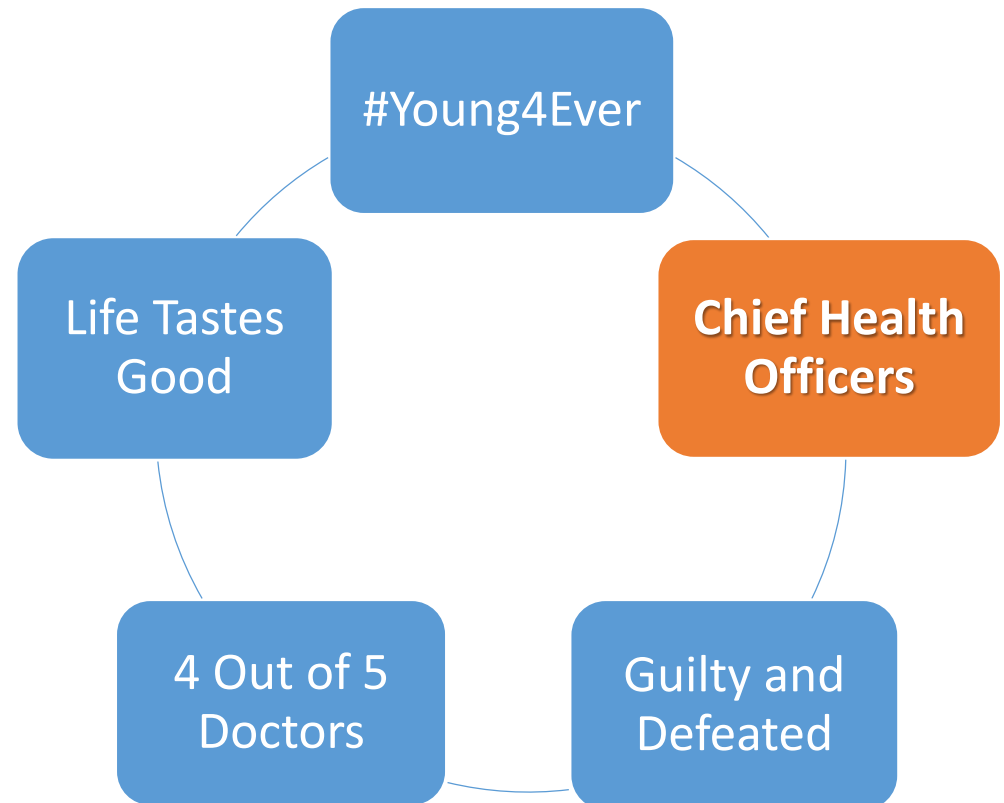 #Young4Ever
Chief Health
Officers
Guilty and
Defeated
4 Out of 5
Doctors
Life Tastes
Good